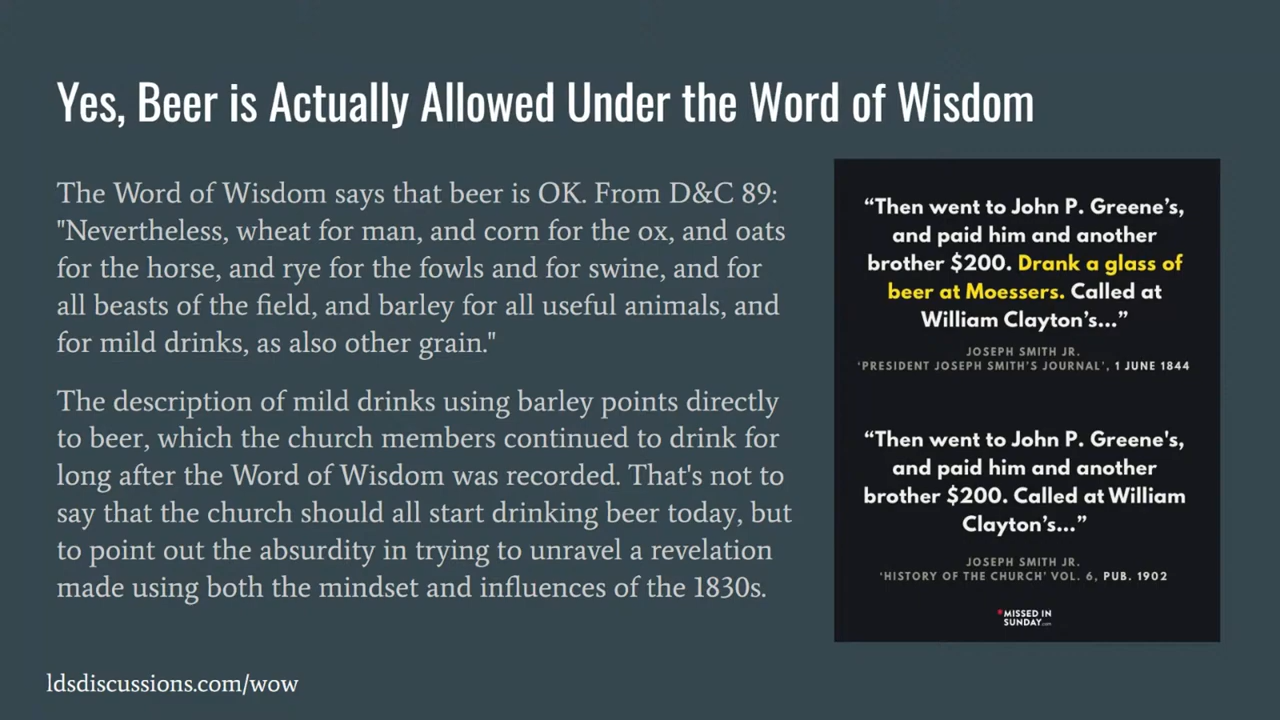 Yes, Beer is Actually Allowed Under the Word of Wisdom
The Word of Wisdom says that beer is OK. From D&C 89:
"Nevertheless, wheat for man, and corn for the ox, and oats
for the horse, and rye for the fowls and for swine, and for
all beasts of the field, and barley for all useful animals, and
for mild drinks, as also other grain."
The description of mild drinks using barley points directly
to beer, which the church members continued to drink for
long after the Word of Wisdom was recorded. That's not to
say that the church should all start drinking beer today, but
to point out the absurdity in trying to unravel a revelation
made using both the mindset and influences of the 1830s.
“Then went to John P. Greene’s,
and paid him and another
brother $200. Drank a glass of
beer at Moessers. Called at
William Clayton’s...”
JOSEPH SMITH JR.
‘PRESIDENT JOSEPH SMITH’S JOURNAL’, 1 JUNE 1844
“Then went to John P. Greene's,
and paid him and another
brother $200. Called at William
Clayton’s...”
JOSEPH SMITH JR.
‘HISTORY OF THE CHURCH’ VOL. 6, PUB. 1902
*MISSED IN
SUNDAY.com
ldsdiscussions.com/wow